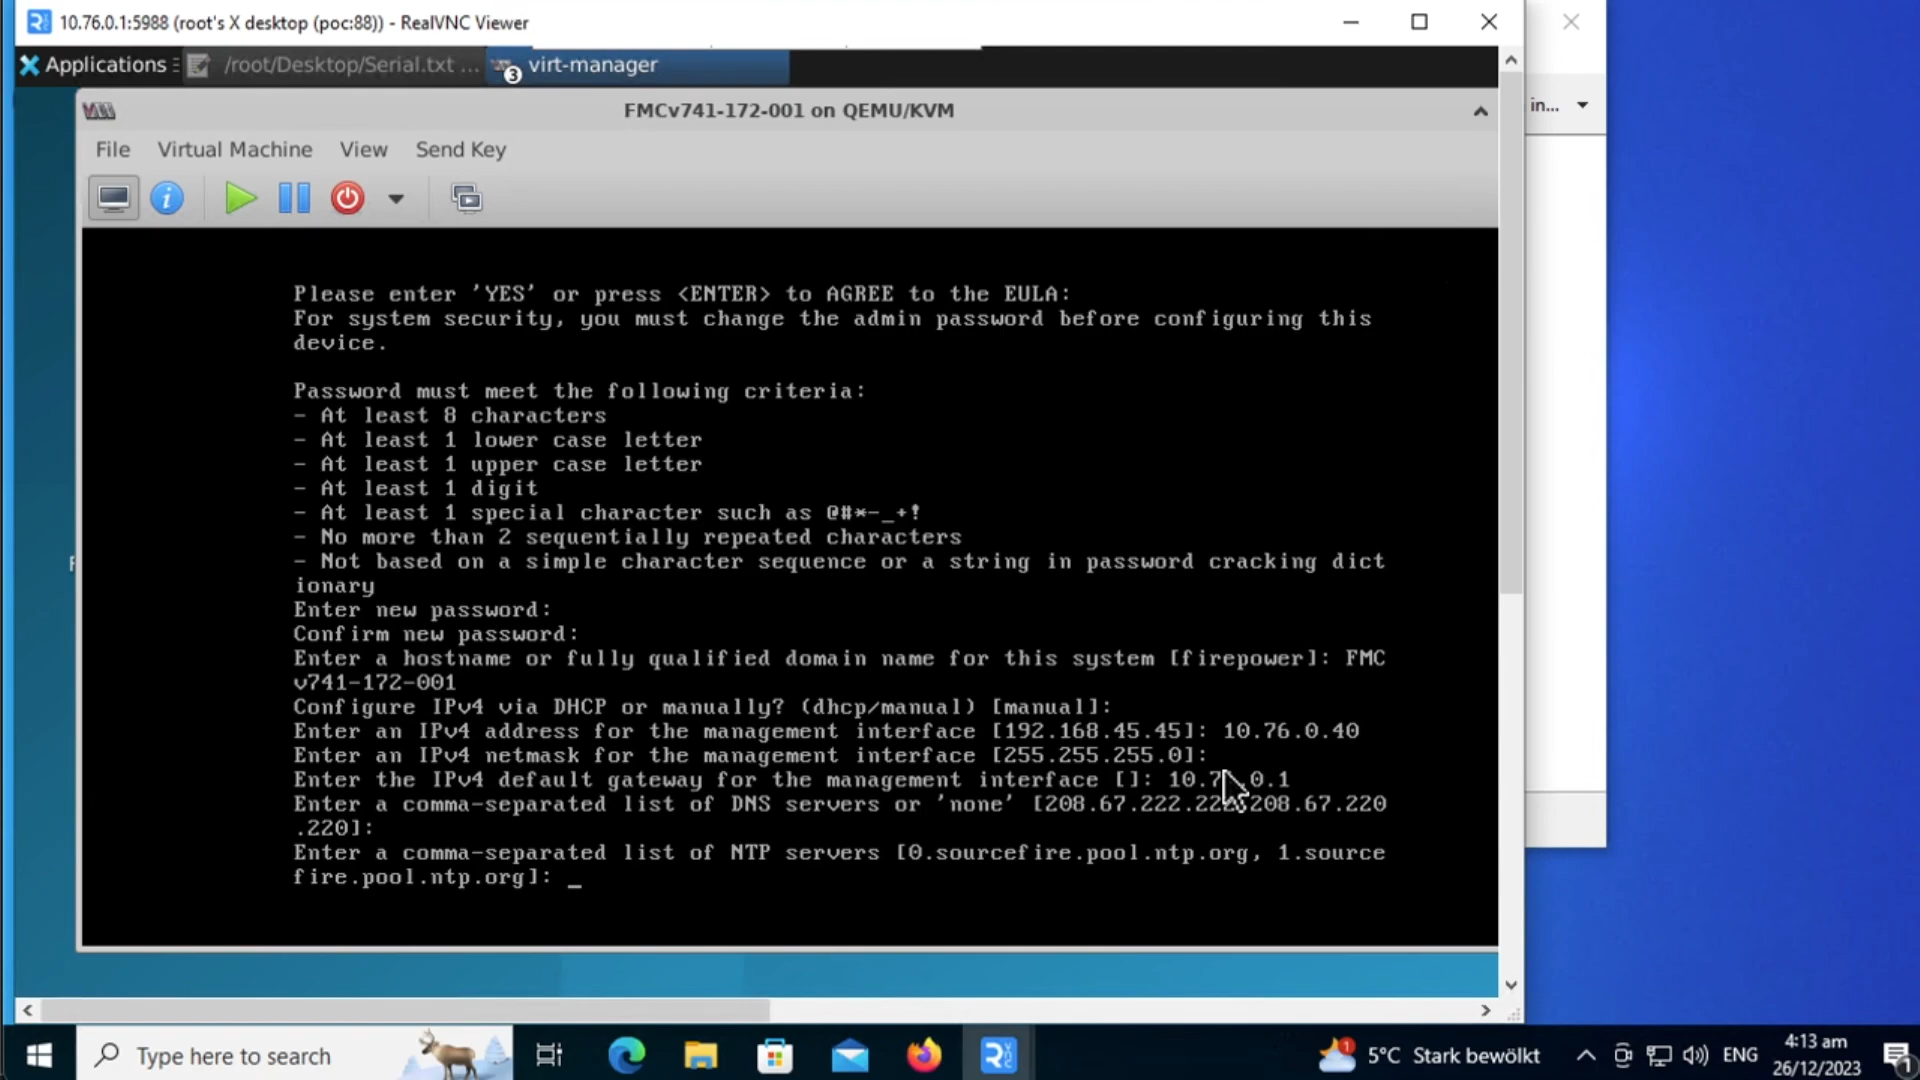 10.76.0.1:5988 (root's X desktop (poc:88)) - RealVNC Viewer
Applications
/root/Desktop/Serial.txt ...
3
virt-manager
in...
FMCv741-172-001 on QEMU/KVM
File
Virtual Machine
View
Send Key
Please enter 'YES' or press <ENTER> to AGREE to the EULA:
For system security, you must change the admin password before configuring this
device.
Password must meet the following criteria:
- At least 8 characters
- At least 1 lower case letter
- At least 1 upper case letter
- At least 1 digit
- At least 1 special character such as @#*-_+!
- No more than 2 sequentially repeated characters
- Not based on a simple character sequence or a string in password cracking dict
ionary
Enter new password:
Confirm new password:
Enter a hostname or fully qualified domain name for this system [firepower]: FMC
v741-172-001
Configure IPv4 via DHCP or manually? (dhcp/manual) [manual]:
Enter an IPv4 address for the management interface [192.168.45.45]: 10.76.0.40
Enter an IPv4 netmask for the management interface [255.255.255.0]:
Enter the IPv4 default gateway for the management interface []: 10.76.0.1
Enter a comma-separated list of DNS servers or 'none' [208.67.222.222,208.67.220
.220]:
Enter a comma-separated list of NTP servers [0.sourcefire.pool.ntp.org, 1.source
fire.pool.ntp.org]: _
Type here to search
1
5°C Stark bewölkt
ENG
4:13 am
26/12/2023
1